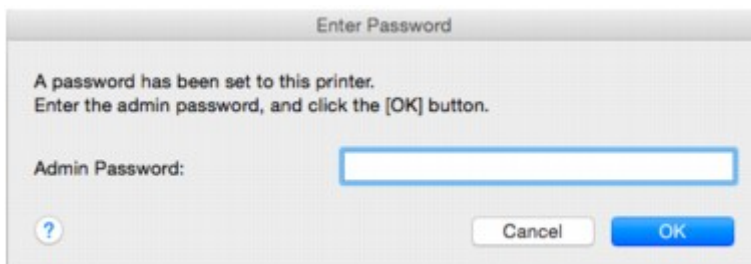 Enter Password
A password has been set to this printer.
Enter the admin password, and click the [OK] button.
Admin Password:
?
Cancel
OK